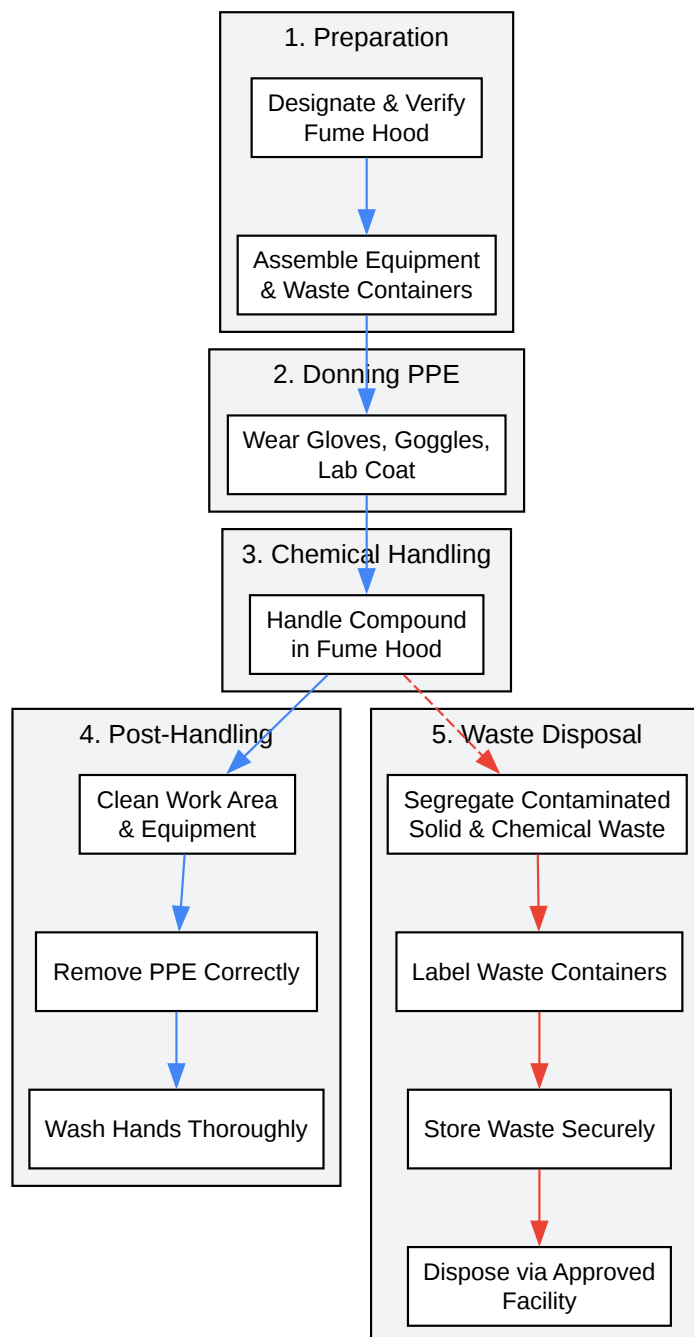 1. Preparation
Designate & Verify
Fume Hood
Assemble Equipment
& Waste Containers
2. Donning PPE
Wear Gloves, Goggles,
Lab Coat
3. Chemical Handling
Handle Compound
in Fume Hood
4. Post-Handling
Clean Work Area
& Equipment
Remove PPE Correctly
Wash Hands Thoroughly
5. Waste Disposal
Segregate Contaminated
Solid & Chemical Waste
Label Waste Containers
Store Waste Securely
Dispose via Approved
Facility